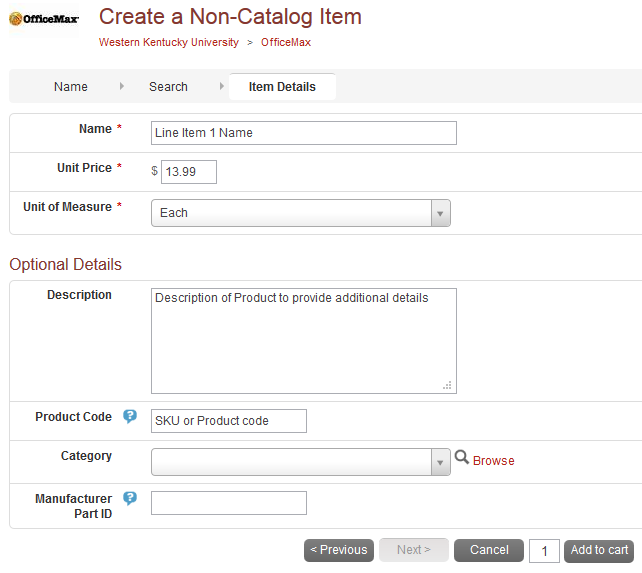 OfficeMax
Create a Non-Catalog Item
Western Kentucky University > OfficeMax
Name Search Item Details
Name * Line Item 1 Name
Unit Price * $ 13.99
Unit of Measure * Each
Optional Details
Description Description of Product to provide additional details
Product Code ? SKU or Product code
Category Browse
Manufacturer ?
Part ID
< Previous Next > Cancel 1 Add to cart